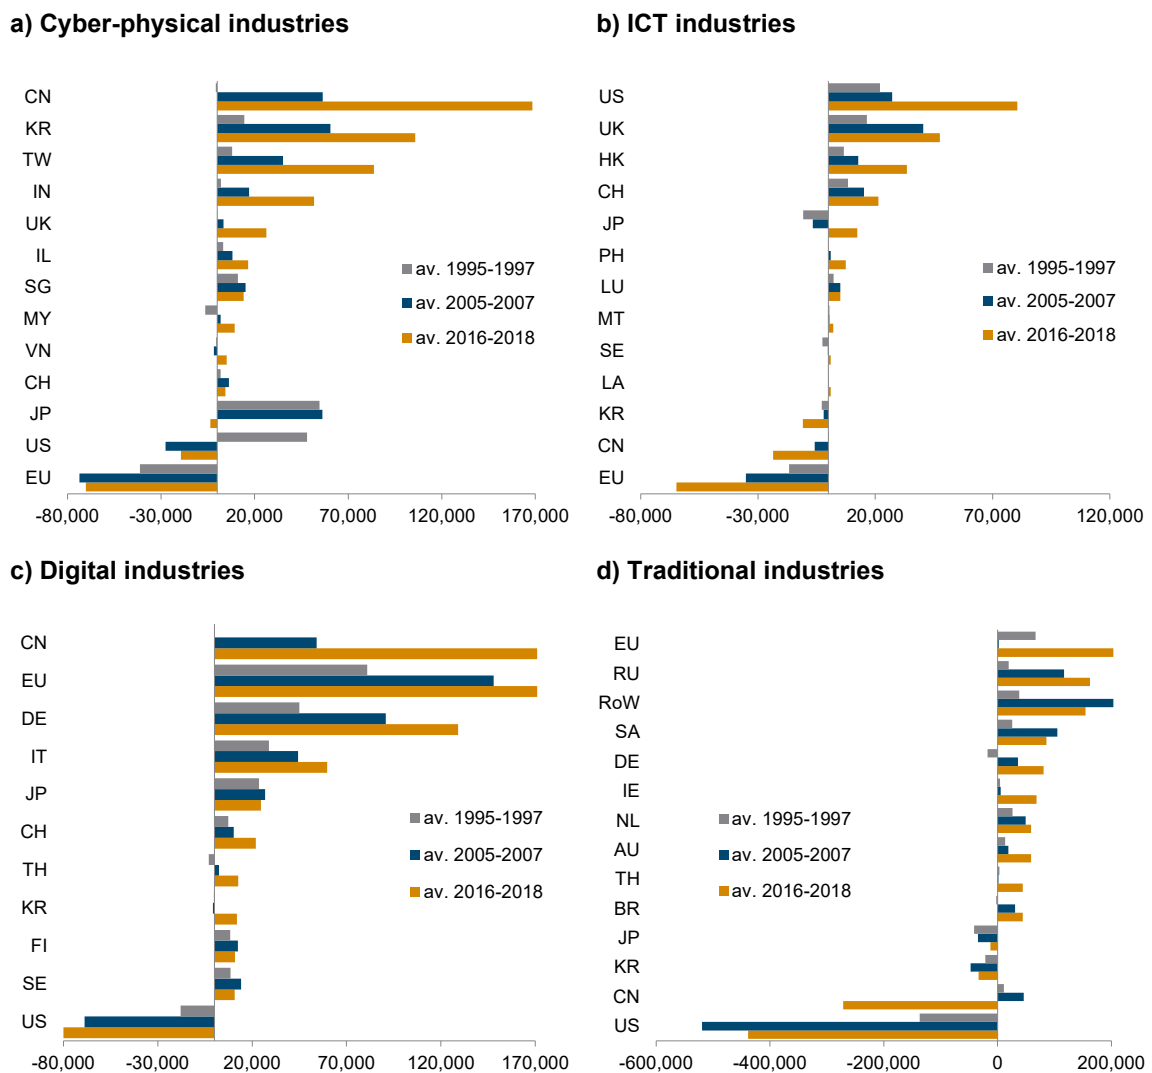 a) Cyber-physical industries
CN
KR
TW
IN
UK
IL
SG
MY
VN
CH
JP
US
EU
av. 1995-1997
av. 2005-2007
av. 2016-2018
-80,000 -30,000 20,000 70,000 120,000 170,000
b) ICT industries
US
UK
HK
CH
JP
PH
LU
MT
SE
LA
KR
CN
EU
av. 1995-1997
av. 2005-2007
av. 2016-2018
-80,000 -30,000 20,000 70,000 120,000
c) Digital industries
CN
EU
DE
IT
JP
CH
TH
KR
FI
SE
US
av. 1995-1997
av. 2005-2007
av. 2016-2018
-80,000 -30,000 20,000 70,000 120,000 170,000
d) Traditional industries
EU
RU
RoW
SA
DE
IE
NL
AU
TH
BR
JP
KR
CN
US
av. 1995-1997
av. 2005-2007
av. 2016-2018
-600,000 -400,000 -200,000 0 200,000